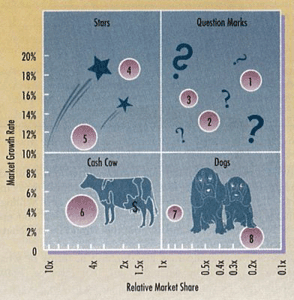 Stars
Question Marks
20%
18%
16%
14%
12%
10%
8%
6%
4%
2%
0
Market Growth Rate
4
5
?
?
?
?
?
1
3
2
Cash Cow
6
$
Dogs
7
8
10x
4x
2x
1.5x
1x
0.5x
0.4x
0.3x
0.2x
0.1x
Relative Market Share